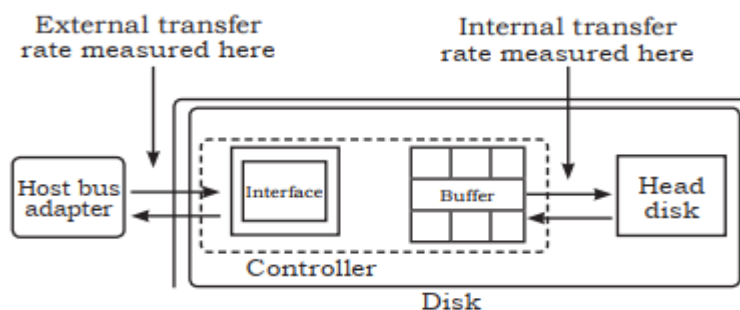 External transfer
rate measured here
Internal transfer
rate measured here
Host bus
adapter
Interface
Buffer
Head
disk
Controller
Disk